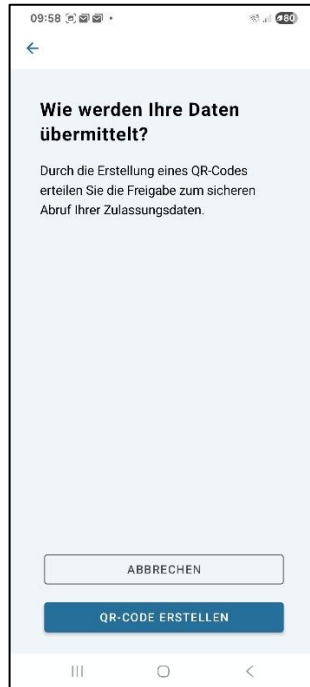 09:58
80
Wie werden Ihre Daten
übermittelt?
Durch die Erstellung eines QR-Codes
erteilen Sie die Freigabe zum sicheren
Abruf Ihrer Zulassungsdaten.
ABBRECHEN
QR-CODE ERSTELLEN